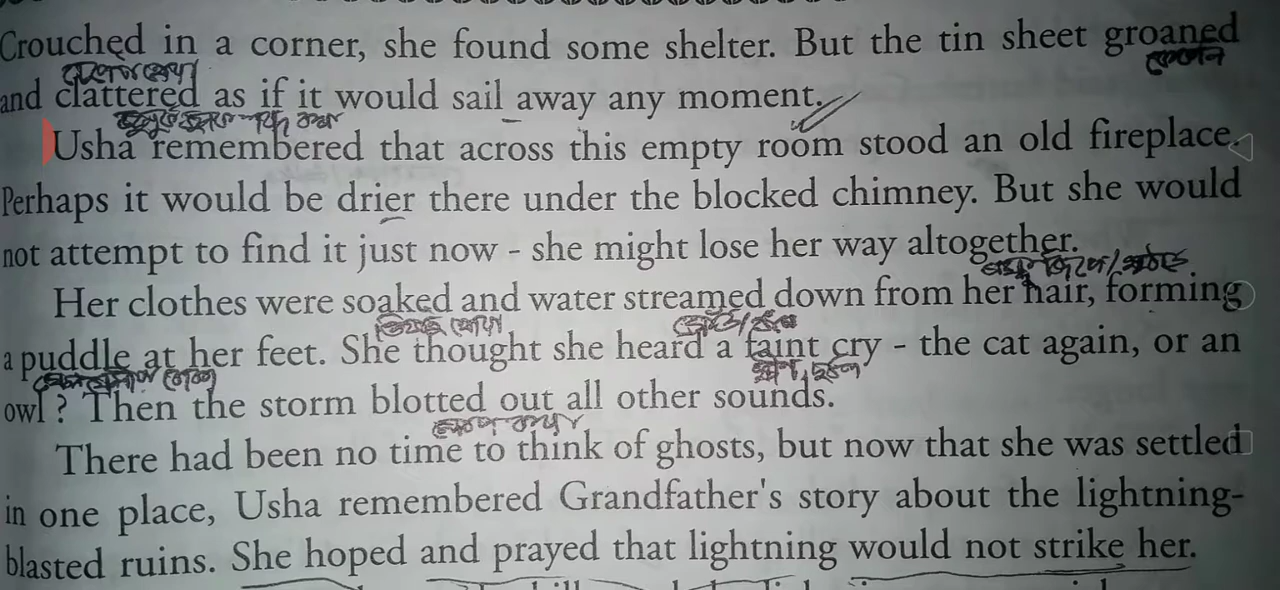 Crouched in a corner, she found some shelter. But the tin sheet groaned
and clattered as if it would sail away any moment.
Usha remembered that across this empty room stood an old fireplace.
Perhaps it would be drier there under the blocked chimney. But she would
not attempt to find it just now - she might lose her way altogether.
Her clothes were soaked and water streamed down from her hair, forming
a puddle at her feet. She thought she heard a faint cry - the cat again, or an
owl ? Then the storm blotted out all other sounds.
There had been no time to think of ghosts, but now that she was settled
in one place, Usha remembered Grandfather's story about the lightning-
blasted ruins. She hoped and prayed that lightning would not strike her.